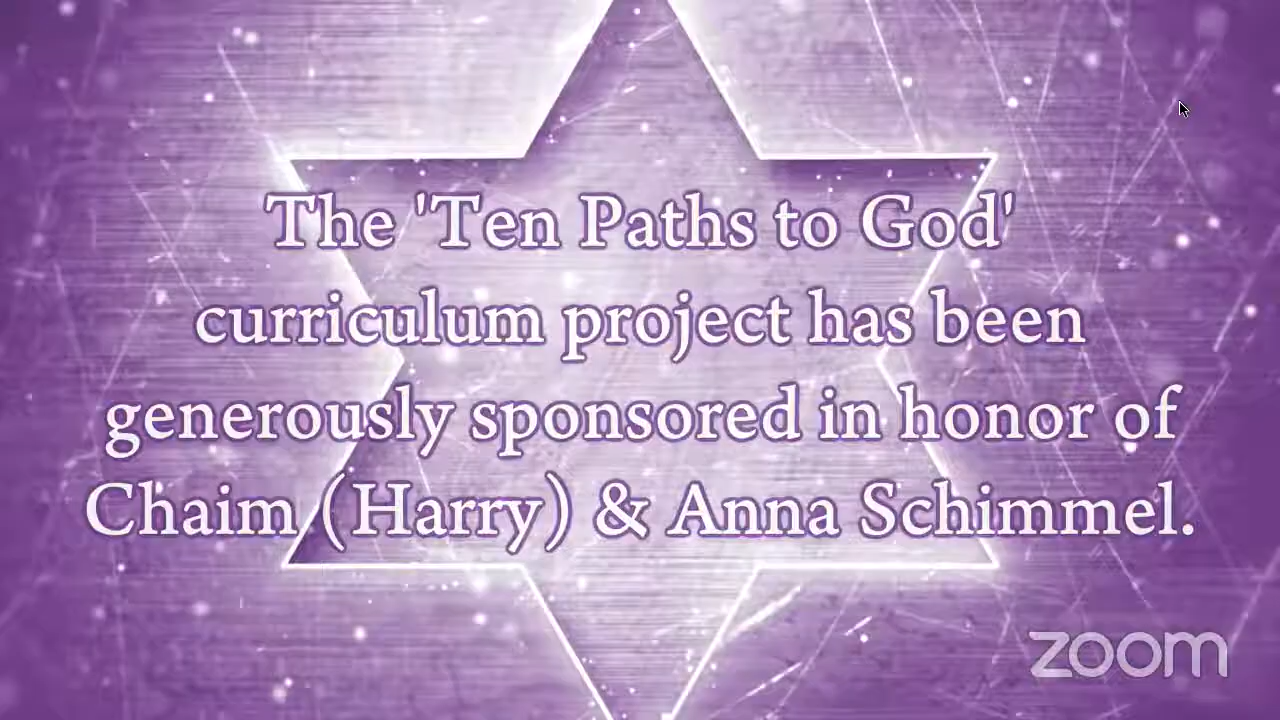 The 'Ten Paths to God'
curriculum project has been
generously sponsored in honor of
Chaim (Harry) & Anna Schimmel.
zoom